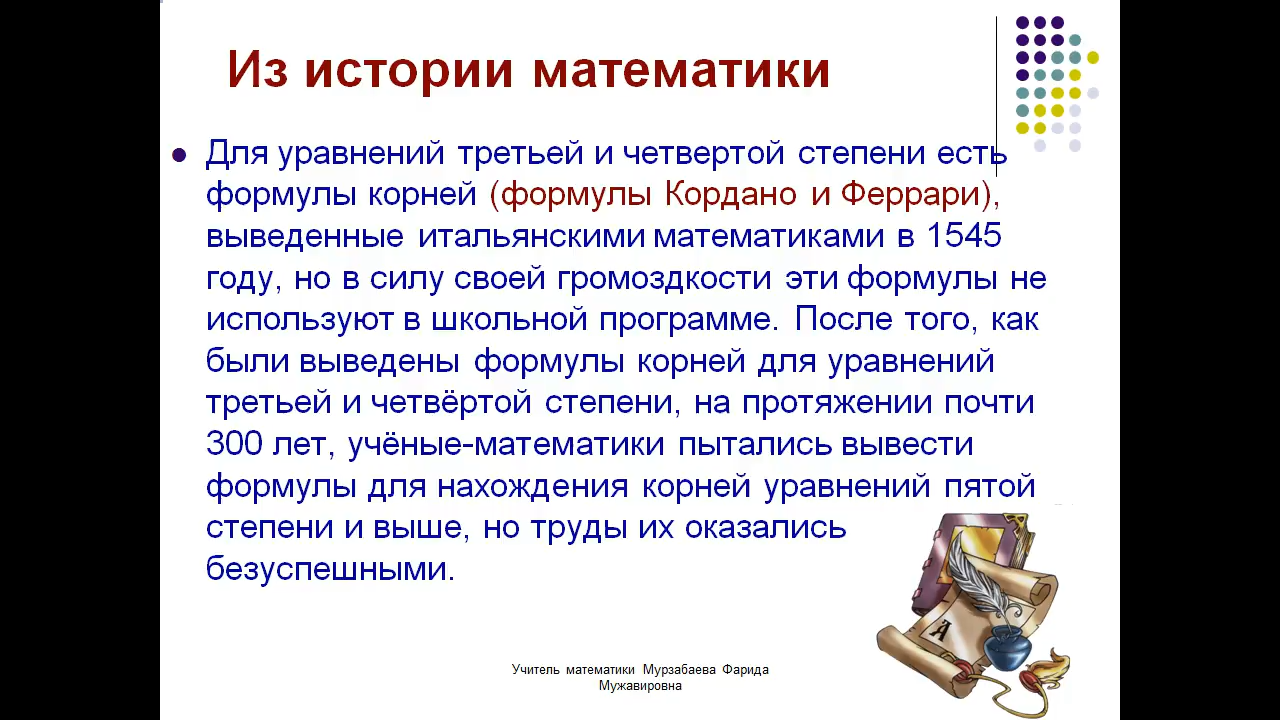 Из истории математики
Для уравнений третьей и четвертой степени есть
формулы корней (формулы Кордано и Феррари),
выведенные итальянскими математиками в 1545
году, но в силу своей громоздкости эти формулы не
используют в школьной программе. После того, как
были выведены формулы корней для уравнений
третьей и четвёртой степени, на протяжении почти
300 лет, учёные-математики пытались вывести
формулы для нахождения корней уравнений пятой
степени и выше, но труды их оказались
безуспешными.
A
Учитель математики Мурзабаева Фарида
Мужавировна